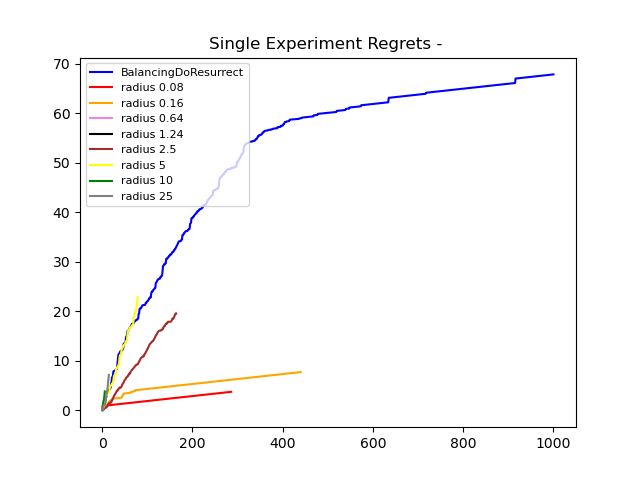 Single Experiment Regrets -
70
60
50
40
30
20
10
0
BalancingDoResurrect
radius 0.08
radius 0.16
radius 0.64
radius 1.24
radius 2.5
radius 5
radius 10
radius 25
0 200 400 600 800 1000